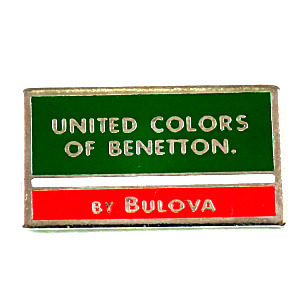 UNITED COLORS
OF BENETTON.
BY BULOVA